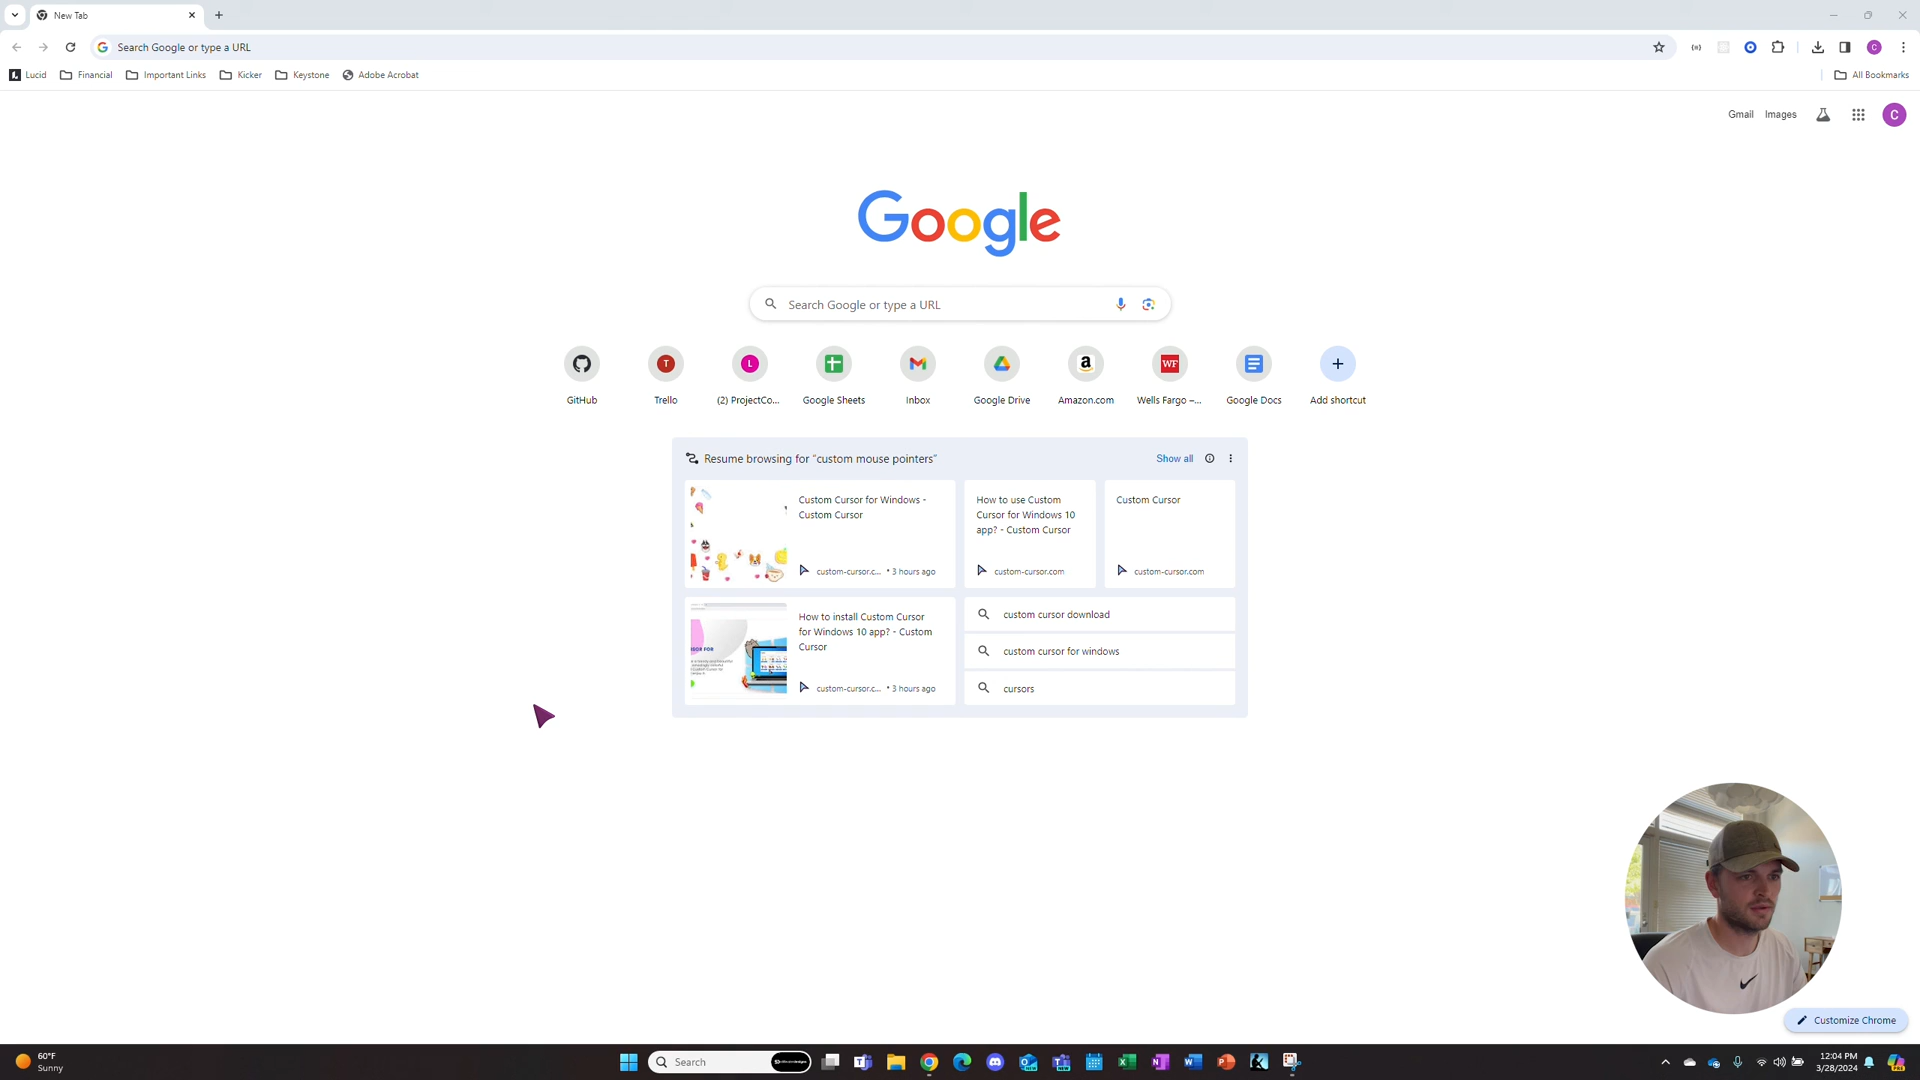 New Tab
Search Google or type a URL
Lucid Financial Important Links Kicker Keystone Adobe Acrobat All Bookmarks
Gmail Images C
Google
Search Google or type a URL
GitHub Trello (2) ProjectCo... Google Sheets Inbox Google Drive Amazon.com Wells Fargo –... Google Docs Add shortcut
Resume browsing for “custom mouse pointers” Show all
Custom Cursor for Windows -
Custom Cursor
custom-cursor.c... • 3 hours ago
How to use Custom
Cursor for Windows 10
app? - Custom Cursor
custom-cursor.com
Custom Cursor
custom-cursor.com
How to install Custom Cursor
for Windows 10 app? - Custom
Cursor
custom-cursor.c... • 3 hours ago
custom cursor download
custom cursor for windows
cursors
Customize Chrome
60°F
Sunny
Search
12:04 PM
3/28/2024